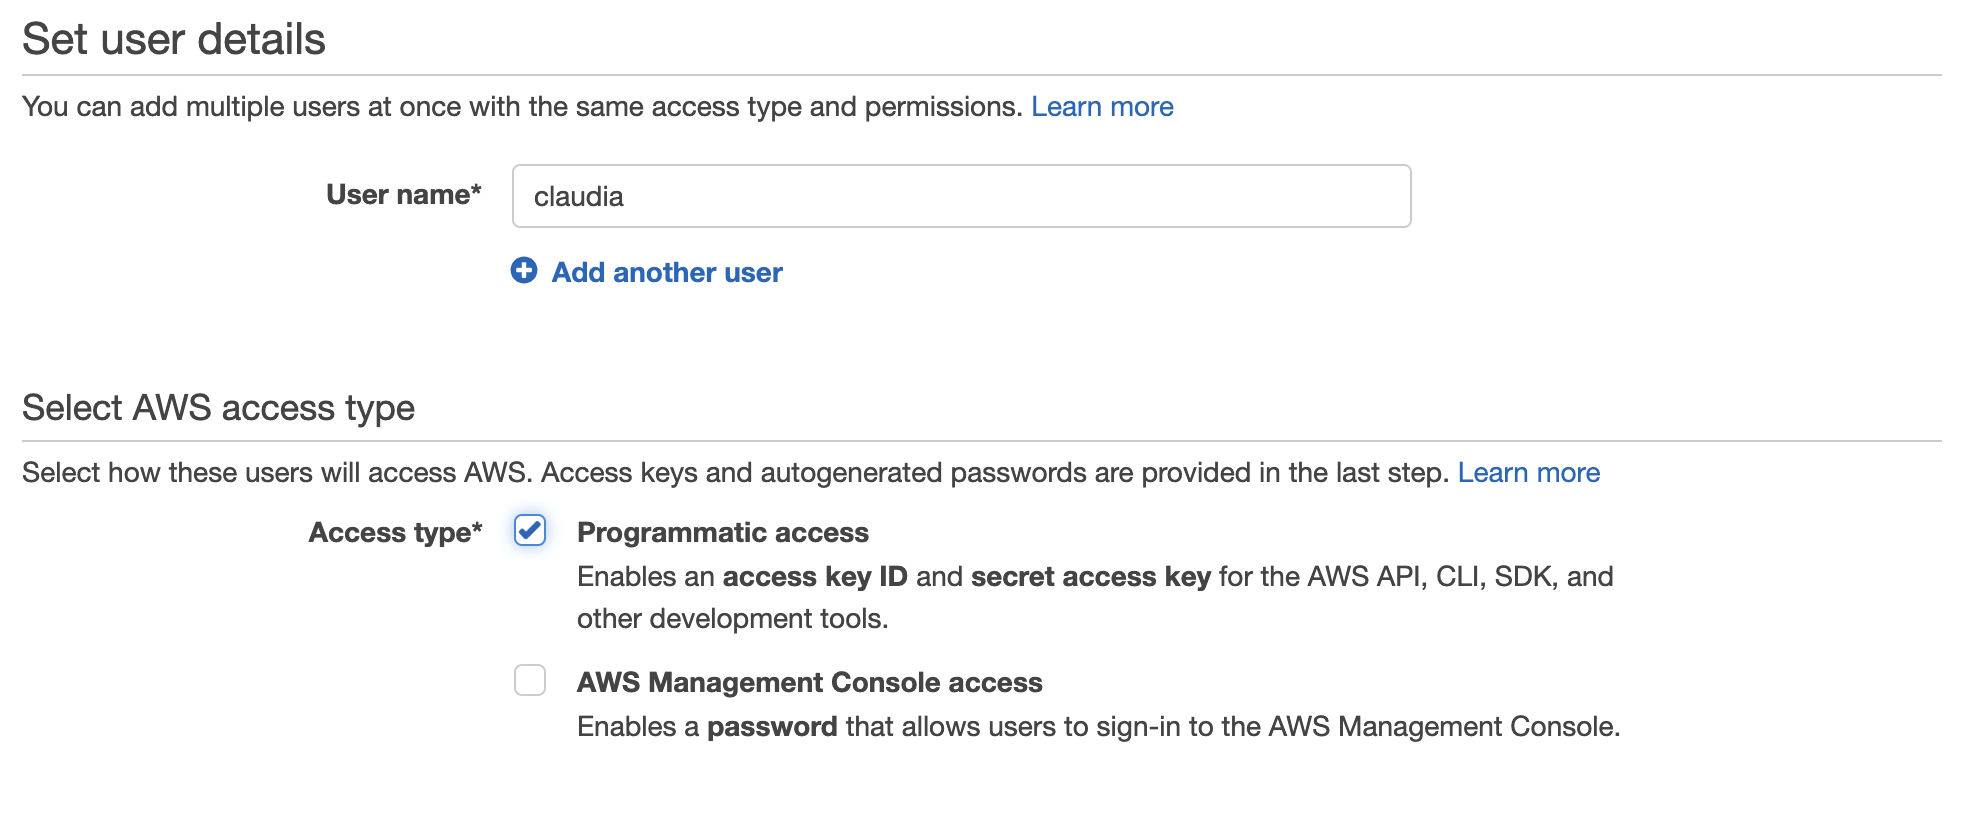 Set user details
You can add multiple users at once with the same access type and permissions. Learn more
User name* claudia
Add another user
Select AWS access type
Select how these users will access AWS. Access keys and autogenerated passwords are provided in the last step. Learn more
Access type* Programmatic access
Enables an access key ID and secret access key for the AWS API, CLI, SDK, and
other development tools.
AWS Management Console access
Enables a password that allows users to sign-in to the AWS Management Console.